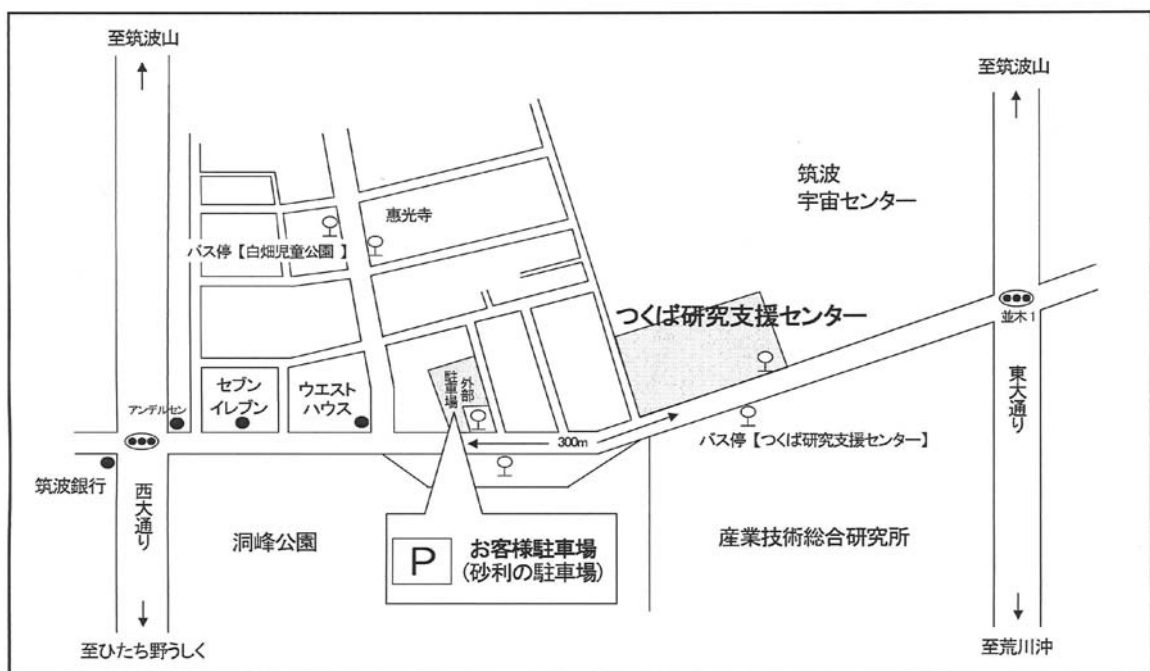 至筑波山
至筑波山
筑波
宇宙センター
惠光寺
バス停【白畑児童公園】
つくば研究支援センター
並木1
セブン
イレブン
ウエスト
ハウス
外部
駐車場
アンデルセン
東大通り
300m
バス停【つくば研究支援センター】
筑波銀行
西大通り
洞峰公園
P
お客様駐車場
(砂利の駐車場)
産業技術総合研究所
至ひたち野うしく
至荒川沖